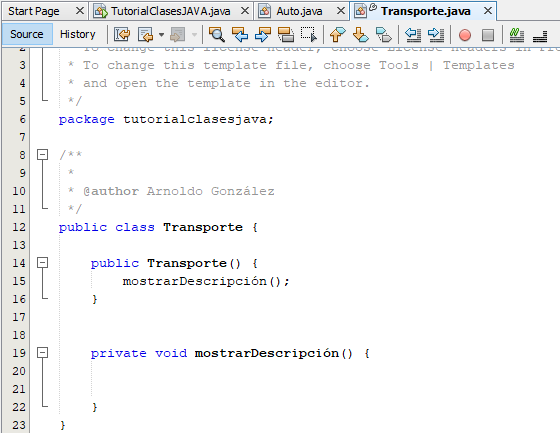 Start Page TutorialClasesJAVA.java Auto.java Transporte.java
Source History
2 * To change this license header, choose License Headers in
3 * To change this template file, choose Tools | Templates
4 * and open the template in the editor.
5 */
6 package tutorialclasesjava;
7
8 /**
9 *
10 * @author Arnoldo González
11 */
12 public class Transporte {
13
14 public Transporte() {
15 mostrarDescripción();
16 }
17
18
19 private void mostrarDescripción() {
20
21
22 }
23 }